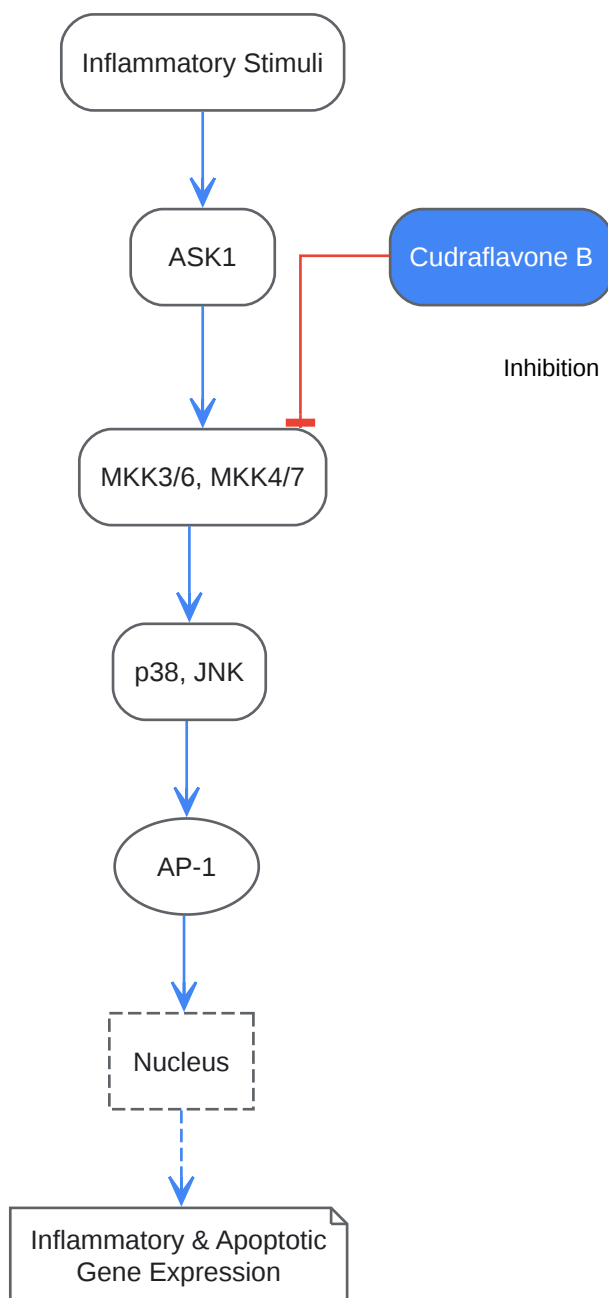 Inflammatory Stimuli
ASK1
Cudraflavone B
Inhibition
MKK3/6, MKK4/7
p38, JNK
AP-1
Nucleus
Inflammatory & Apoptotic
Gene Expression